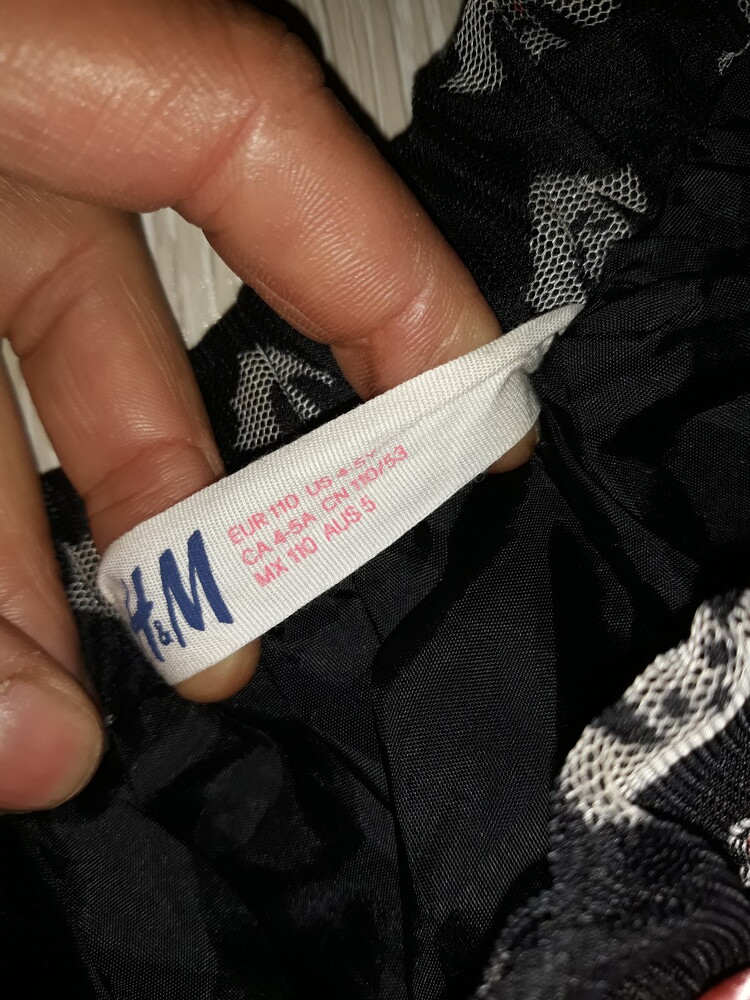 H&M
EUR 110 US 4-5Y
CA 4-5A CN 110/53
MX 110 AUS 5